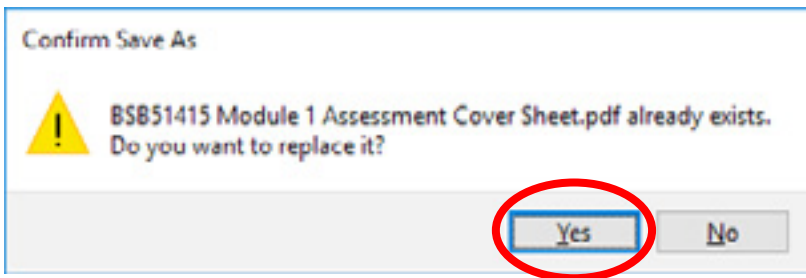 Confirm Save As
BSB51415 Module 1 Assessment Cover Sheet.pdf already exists.
Do you want to replace it?
Yes No